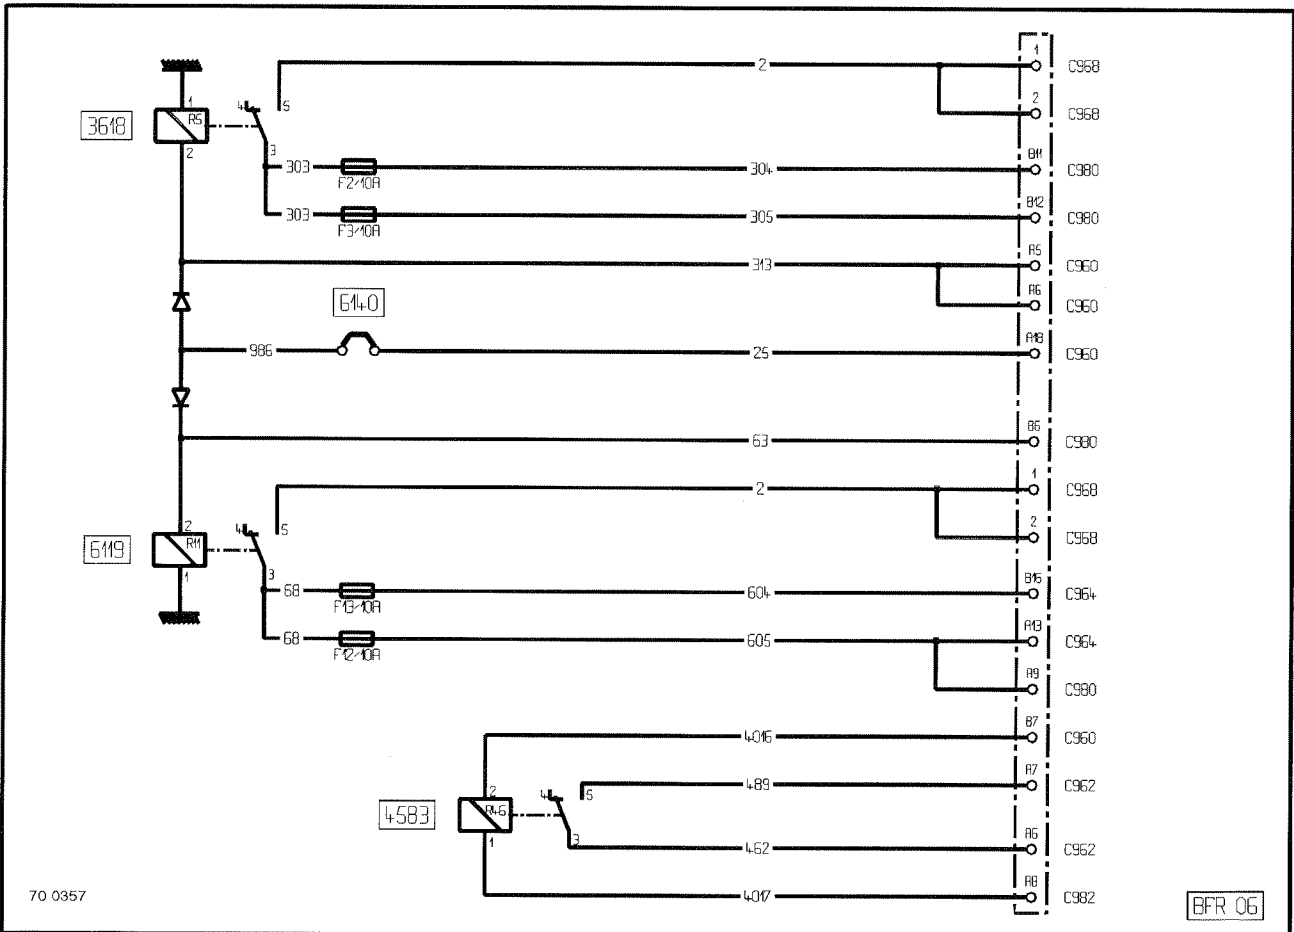 1
2
C968
4
1
5
3618
R5
2
C968
2
3
B11
303
304
C980
F2/10A
B12
303
305
C980
F3/10A
A5
313
C960
A6
6140
C960
A18
986
25
C960
B6
63
C980
1
2
C968
2
4
5
2
6119
R11
C968
1
3
B15
68
604
C964
F13/10A
A13
68
605
C964
F12/10A
A9
C980
B7
4016
C960
A7
2
4
5
489
C962
4583
R46
1
3
A6
462
C962
A8
4017
C982
70 0357
BFR 06